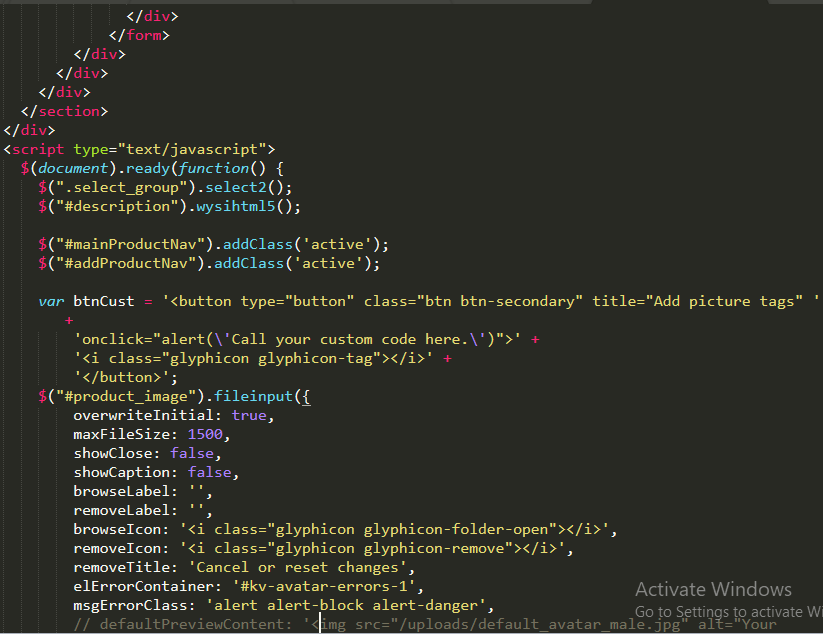 </div>
</form>
</div>
</div>
</div>
</section>
</div>
<script type="text/javascript">
$(document).ready(function() {
$(".select_group").select2();
$("#description").wysihtml5();
$("#mainProductNav").addClass('active');
$("#addProductNav").addClass('active');
var btnCust = '<button type="button" class="btn btn-secondary" title="Add picture tags" '
+
'onclick="alert(\'Call your custom code here.\')">' +
'<i class="glyphicon glyphicon-tag"></i>' +
'</button>';
$("#product_image").fileinput({
overwriteInitial: true,
maxFileSize: 1500,
showClose: false,
showCaption: false,
browseLabel: '',
removeLabel: '',
browseIcon: '<i class="glyphicon glyphicon-folder-open"></i>',
removeIcon: '<i class="glyphicon glyphicon-remove"></i>',
removeTitle: 'Cancel or reset changes',
elErrorContainer: '#kv-avatar-errors-1',
msgErrorClass: 'alert alert-block alert-danger',
// defaultPreviewContent: '<img src="/uploads/default_avatar_male.jpg" alt="Your
Activate Windows
Go to Settings to activate Wi